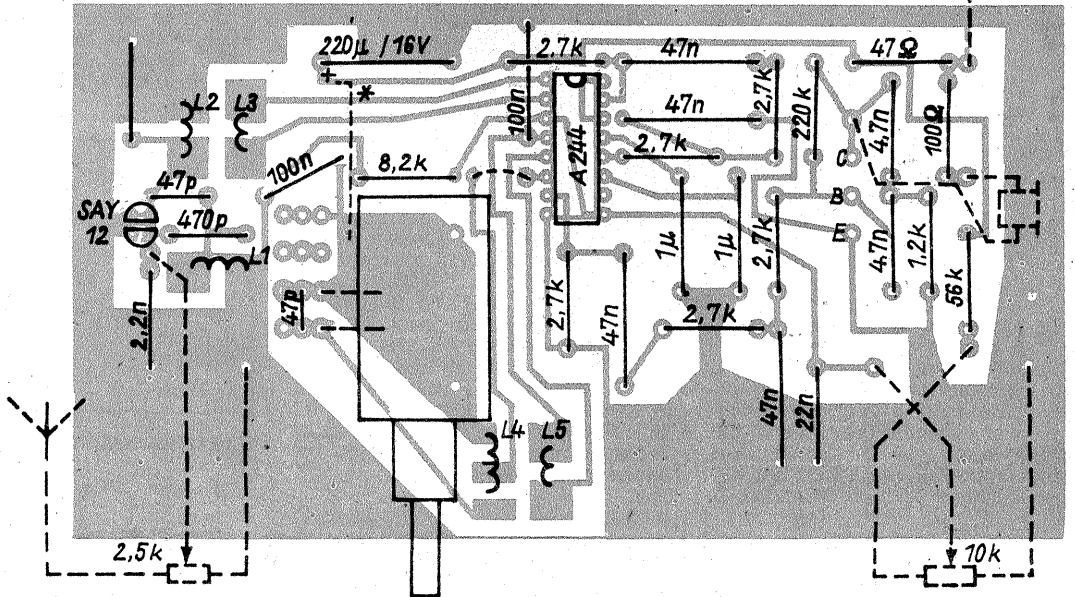 220µ / 16V
+
*
2.7k
47n
47Ω
L2
L3
100n
47n
2,7k
220k
4,7n
100Ω
A 244
100n
8,2k
2,7k
C
47p
SAY
12
470p
B
E
L1
1µ
1µ
2,7k
4,7n
1.2k
56k
2,2n
47p
2,7k
47n
2,7k
47n
22n
L4
L5
2,5k
10k